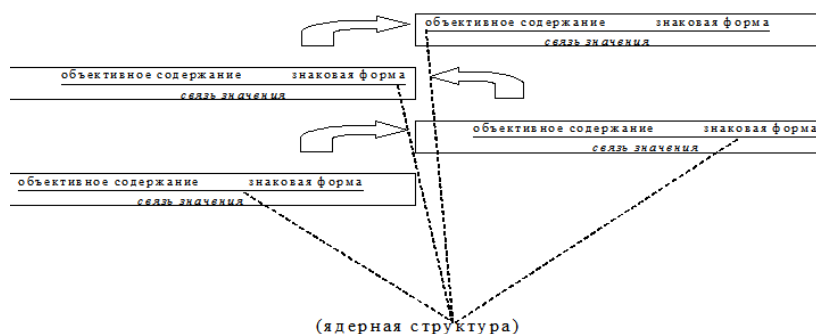 объективное содержание знаковая форма
связь значения
объективное содержание знаковая форма
связь значения
объективное содержание знаковая форма
связь значения
объективное содержание знаковая форма
связь значения
(ядерная структура)